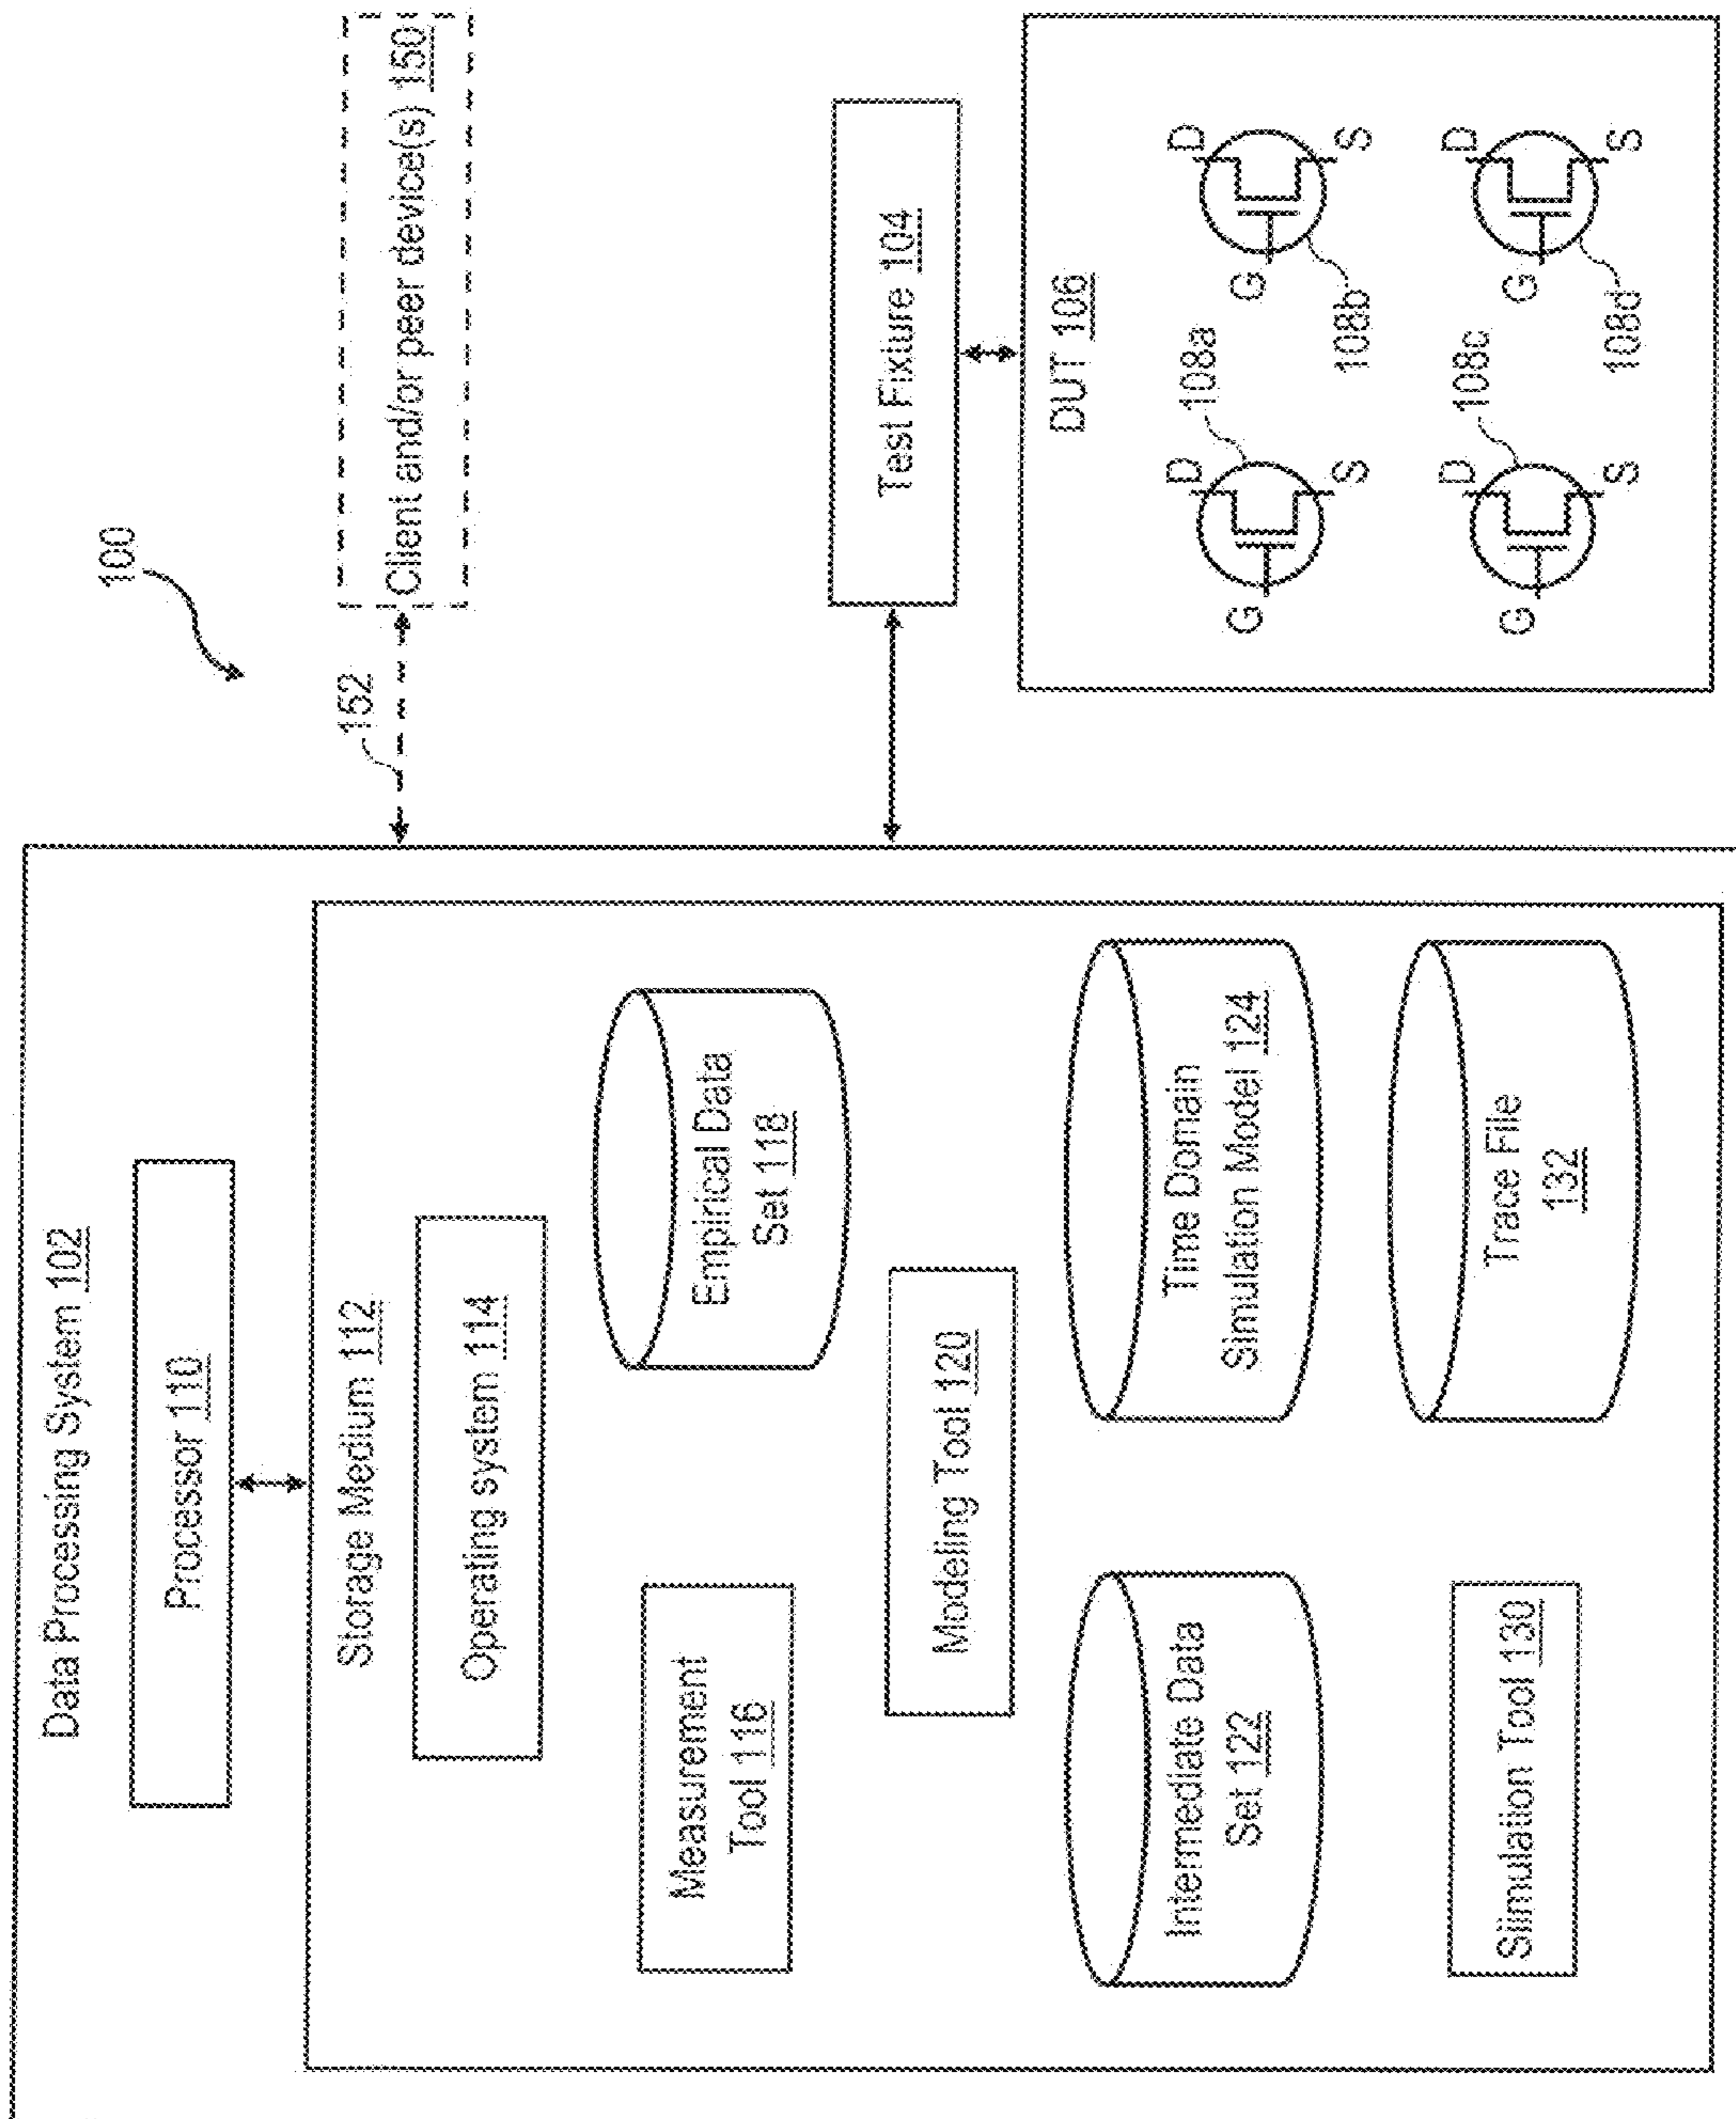 100
Data Processing System 102
Processor 110
Storage Medium 112
Operating system 114
Measurement
Tool 116
Empirical Data
Set 118
Modeling Tool 120
Intermediate Data
Set 122
Time Domain
Simulation Model 124
Simulation Tool 130
Trace File
132
152
Client and/or peer device(s) 150
Test Fixture 104
DUT 106
108a
G
D
S
G
D
S
108b
108c
G
D
S
G
D
S
108d